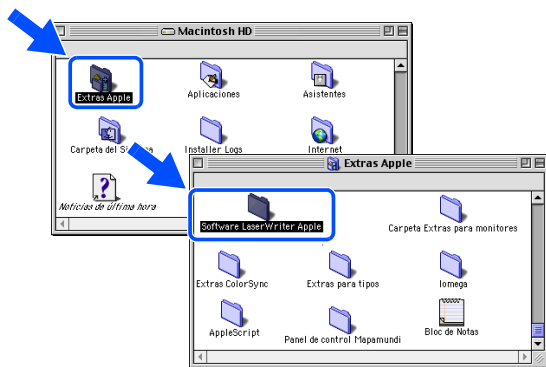 Macintosh HD
Extras Apple
Aplicaciones
Asistentes
Carpeta del Si ma
Installer Logs
Internet
Noticias de última hora
Extras Apple
Software LaserWriter Apple
Carpeta Extras para monitores
Extras ColorSync
Extras para tipos
Iomega
AppleScript
Panel de control Mapamundi
Bloc de Notas